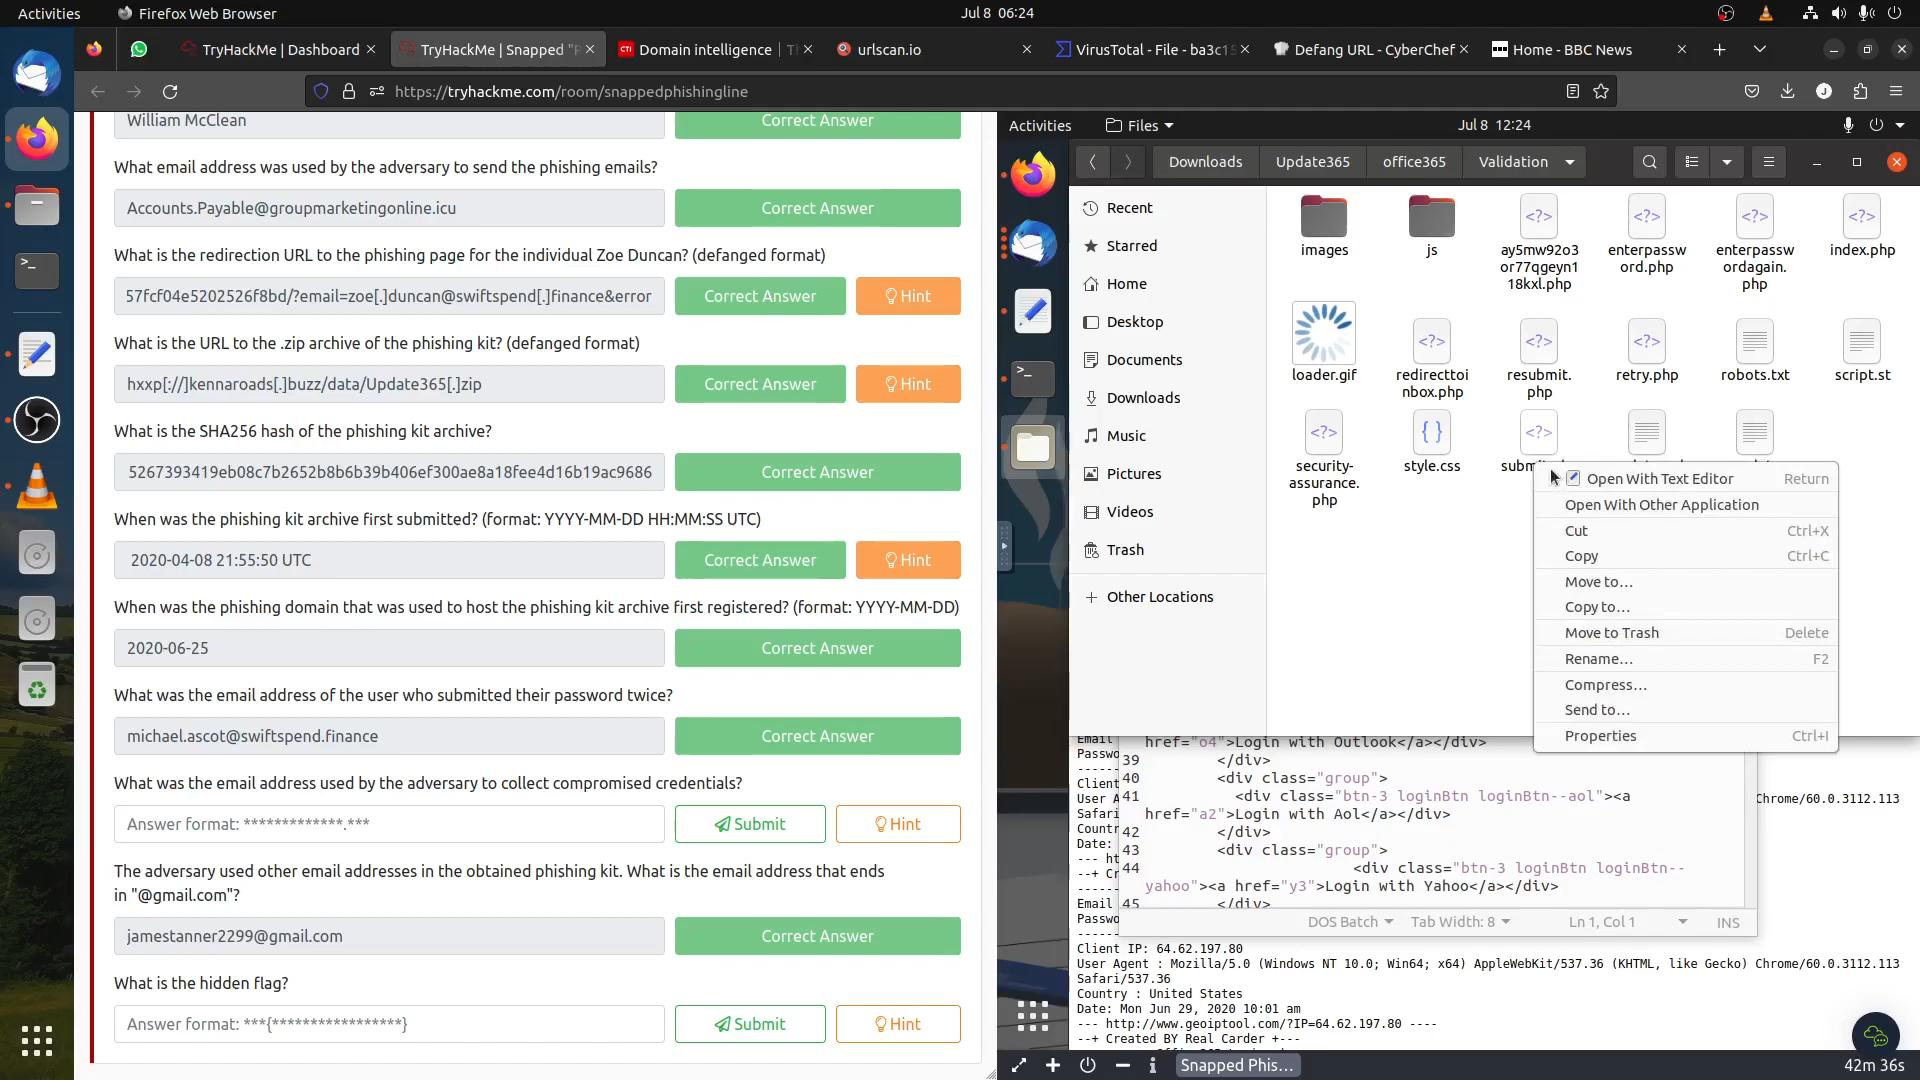 Activities
Firefox Web Browser
Jul 8 06:24
TryHackMe | Dashboard
TryHackMe | Snapped "P
Domain intelligence | Th
urlscan.io
VirusTotal - File - ba3c15
Defang URL - CyberChef
Home - BBC News
https://tryhackme.com/room/snappedphishingline
William McClean
Correct Answer
What email address was used by the adversary to send the phishing emails?
Accounts.Payable@groupmarketingonline.icu
Correct Answer
What is the redirection URL to the phishing page for the individual Zoe Duncan? (defanged format)
57fcf04e5202526f8bd/?email=zoe[.]duncan@swiftspend[.]finance&error
Correct Answer
Hint
What is the URL to the .zip archive of the phishing kit? (defanged format)
hxxp[://]kennaroads[.]buzz/data/Update365[.]zip
Correct Answer
Hint
What is the SHA256 hash of the phishing kit archive?
5267393419eb08c7b2652b8b6b39b406ef300ae8a18fee4d16b19ac9686
Correct Answer
When was the phishing kit archive first submitted? (format: YYYY-MM-DD HH:MM:SS UTC)
2020-04-08 21:55:50 UTC
Correct Answer
Hint
When was the phishing domain that was used to host the phishing kit archive first registered? (format: YYYY-MM-DD)
2020-06-25
Correct Answer
What was the email address of the user who submitted their password twice?
michael.ascot@swiftspend.finance
Correct Answer
What was the email address used by the adversary to collect compromised credentials?
Answer format: *************.***
Submit
Hint
The adversary used other email addresses in the obtained phishing kit. What is the email address that ends
in "@gmail.com"?
jamestanner2299@gmail.com
Correct Answer
What is the hidden flag?
Answer format: ***{*****************}
Submit
Hint
Activities
Files
Jul 8 12:24
Downloads
Update365
office365
Validation
Recent
Starred
Home
Desktop
Documents
Downloads
Music
Pictures
Videos
Trash
Other Locations
images
js
ay5mw92o3
or77qgeyn1
18kxl.php
enterpassw
ord.php
enterpassw
ordagain.
php
index.php
loader.gif
redirecttoi
nbox.php
resubmit.
php
retry.php
robots.txt
script.st
security-
assurance.
php
style.css
Open With Text Editor Return
Open With Other Application
Cut Ctrl+X
Copy Ctrl+C
Move to…
Copy to…
Move to Trash Delete
Rename… F2
Compress…
Send to…
Properties Ctrl+I
Email
Passwo
Client
User A
Safari
Countr
Date:
--- ht
--+ Cr
Email
Passwo
href="o4">Login with Outlook</a></div>
39 </div>
40 <div class="group">
41 <div class="btn-3 loginBtn loginBtn--aol"><a
href="a2">Login with Aol</a></div>
42 </div>
43 <div class="group">
44 <div class="btn-3 loginBtn loginBtn--
yahoo"><a href="y3">Login with Yahoo</a></div>
45 </div>
DOS Batch
Tab Width: 8
Ln 1, Col 1
INS
Chrome/60.0.3112.113
Client IP: 64.62.197.80
User Agent : Mozilla/5.0 (Windows NT 10.0; Win64; x64) AppleWebKit/537.36 (KHTML, like Gecko) Chrome/60.0.3112.113
Safari/537.36
Country : United States
Date: Mon Jun 29, 2020 10:01 am
--- http://www.geoiptool.com/?IP=64.62.197.80 ----
--+ Created BY Real Carder +---
Snapped Phis...
42m 36s